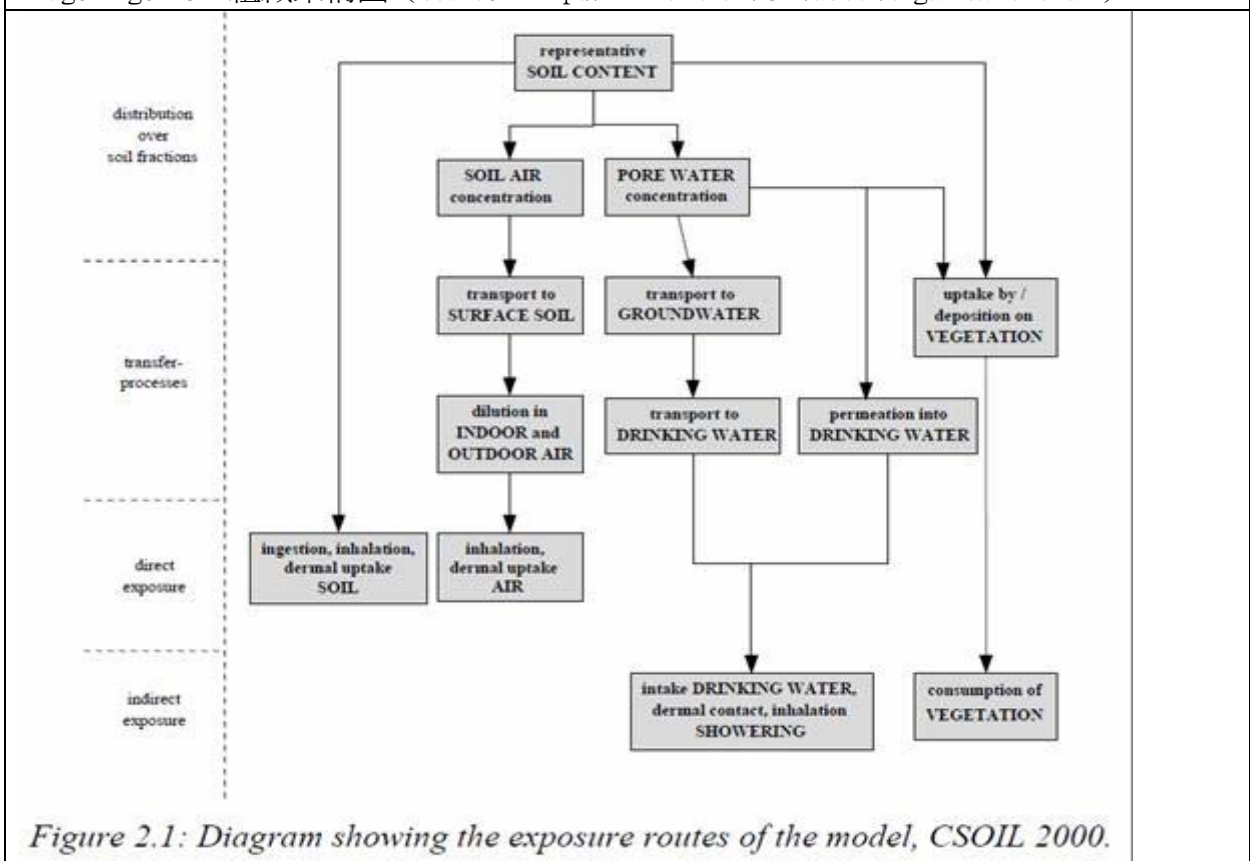 representative
SOIL CONTENT
distribution
over
soil fractions
SOIL AIR
concentration
PORE WATER
concentration
transport to
SURFACE SOIL
transport to
GROUNDWATER
uptake by /
deposition on
VEGETATION
transfer-
processes
dilution in
INDOOR and
OUTDOOR AIR
transport to
DRINKING WATER
permeation into
DRINKING WATER
direct
exposure
ingestion, inhalation,
dermal uptake
SOIL
inhalation,
dermal uptake
AIR
indirect
exposure
intake DRINKING WATER,
dermal contact, inhalation
SHOWERING
consumption of
VEGETATION
Figure 2.1: Diagram showing the exposure routes of the model, CSOIL 2000.